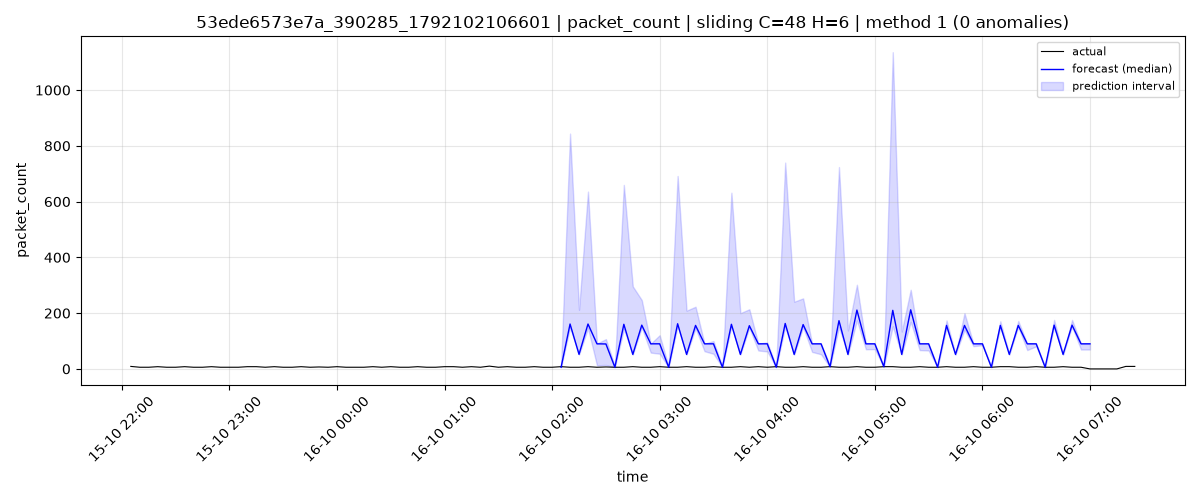 53ede6573e7a_390285_1792102106601 | packet_count | sliding C=48 H=6 | method 1 (0 anomalies)
actual
forecast (median)
prediction interval
packet_count
1000
800
600
400
200
0
15-10 22:00
15-10 23:00
16-10 00:00
16-10 01:00
16-10 02:00
16-10 03:00
16-10 04:00
16-10 05:00
16-10 06:00
16-10 07:00
time